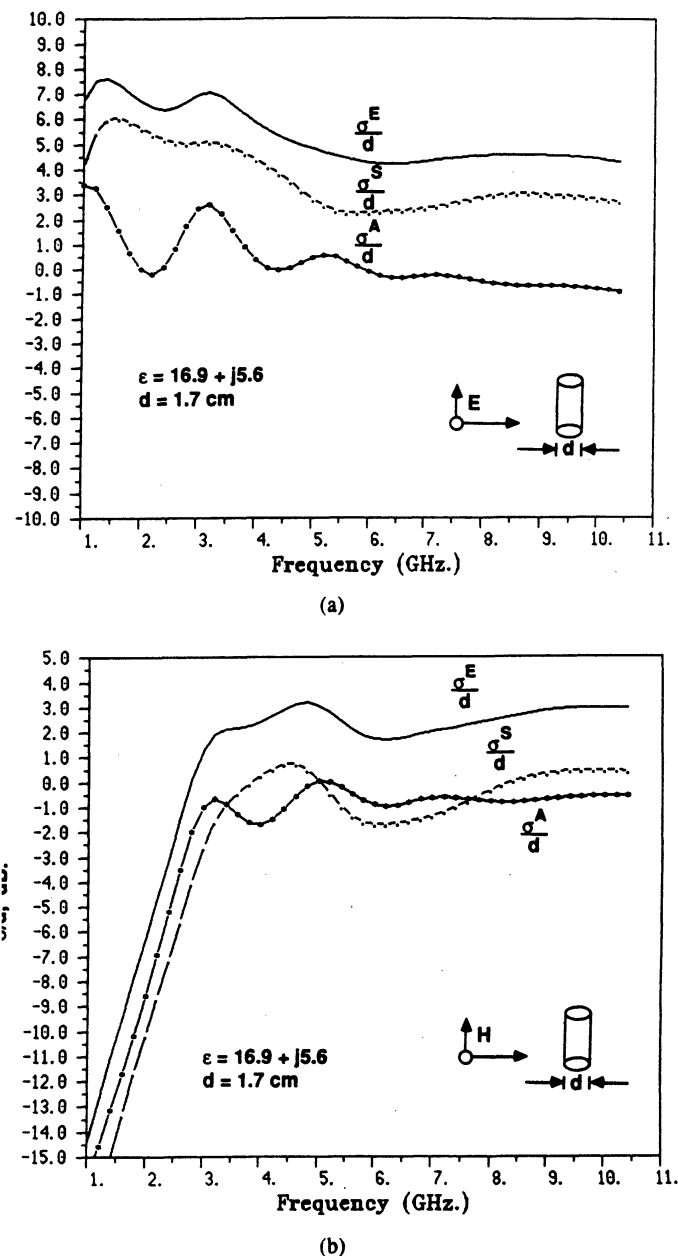 10.0
9.0
8.0
7.0
6.0
5.0
4.0
3.0
2.0
1.0
0.0
-1.0
-2.0
-3.0
-4.0
-5.0
-6.0
-7.0
-8.0
-9.0
-10.0
σE
d
σS
d
σA
d
ε = 16.9 + j5.6
d = 1.7 cm
E
d
1. 2. 3. 4. 5. 6. 7. 8. 9. 10. 11.
Frequency (GHz.)
(a)
5.0
4.0
3.0
2.0
1.0
0.0
-1.0
-2.0
-3.0
-4.0
-5.0
-6.0
-7.0
-8.0
-9.0
-10.0
-11.0
-12.0
-13.0
-14.0
-15.0
σE
d
σS
d
σA
d
ε = 16.9 + j5.6
d = 1.7 cm
H
d
1. 2. 3. 4. 5. 6. 7. 8. 9. 10. 11.
Frequency (GHz.)
(b)